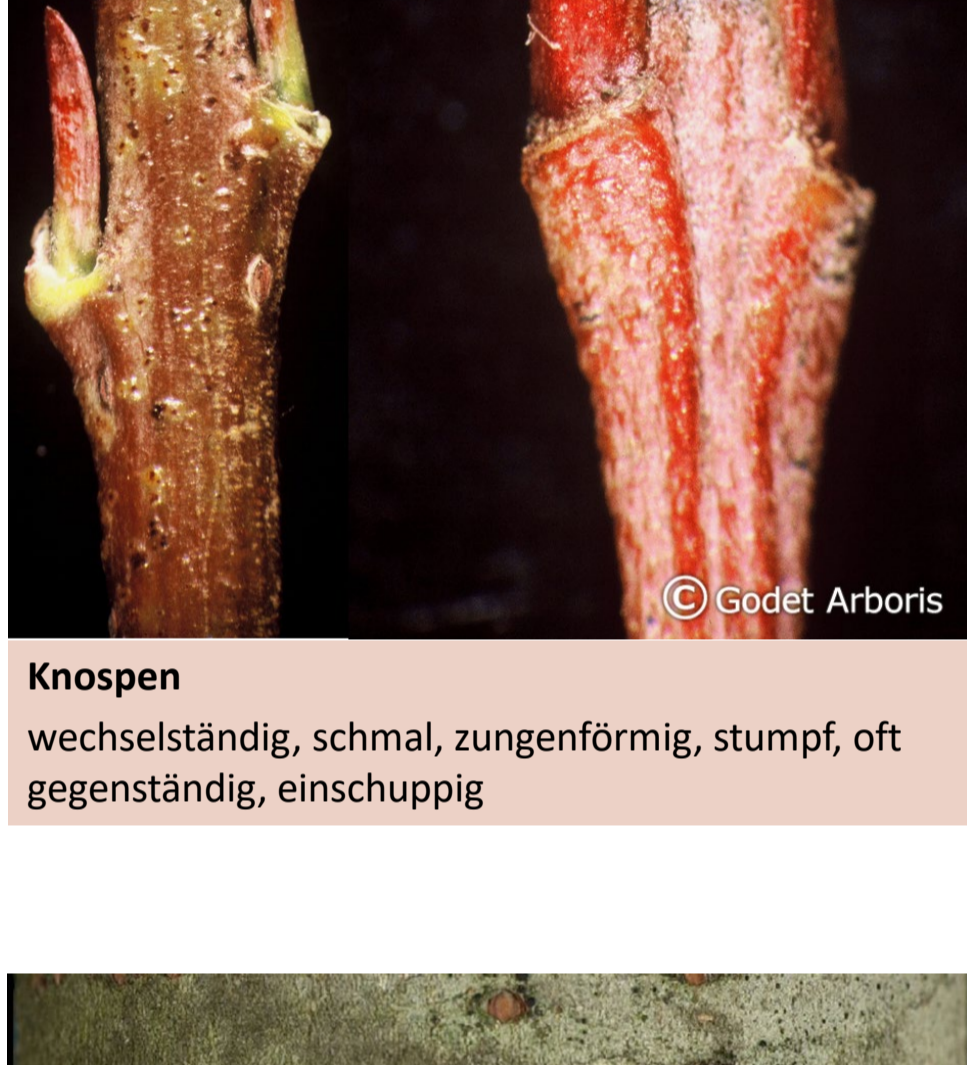 © Godet Arboris
Knospen
wechselständig, schmal, zungenförmig, stumpf, oft
gegenständig, einschuppig